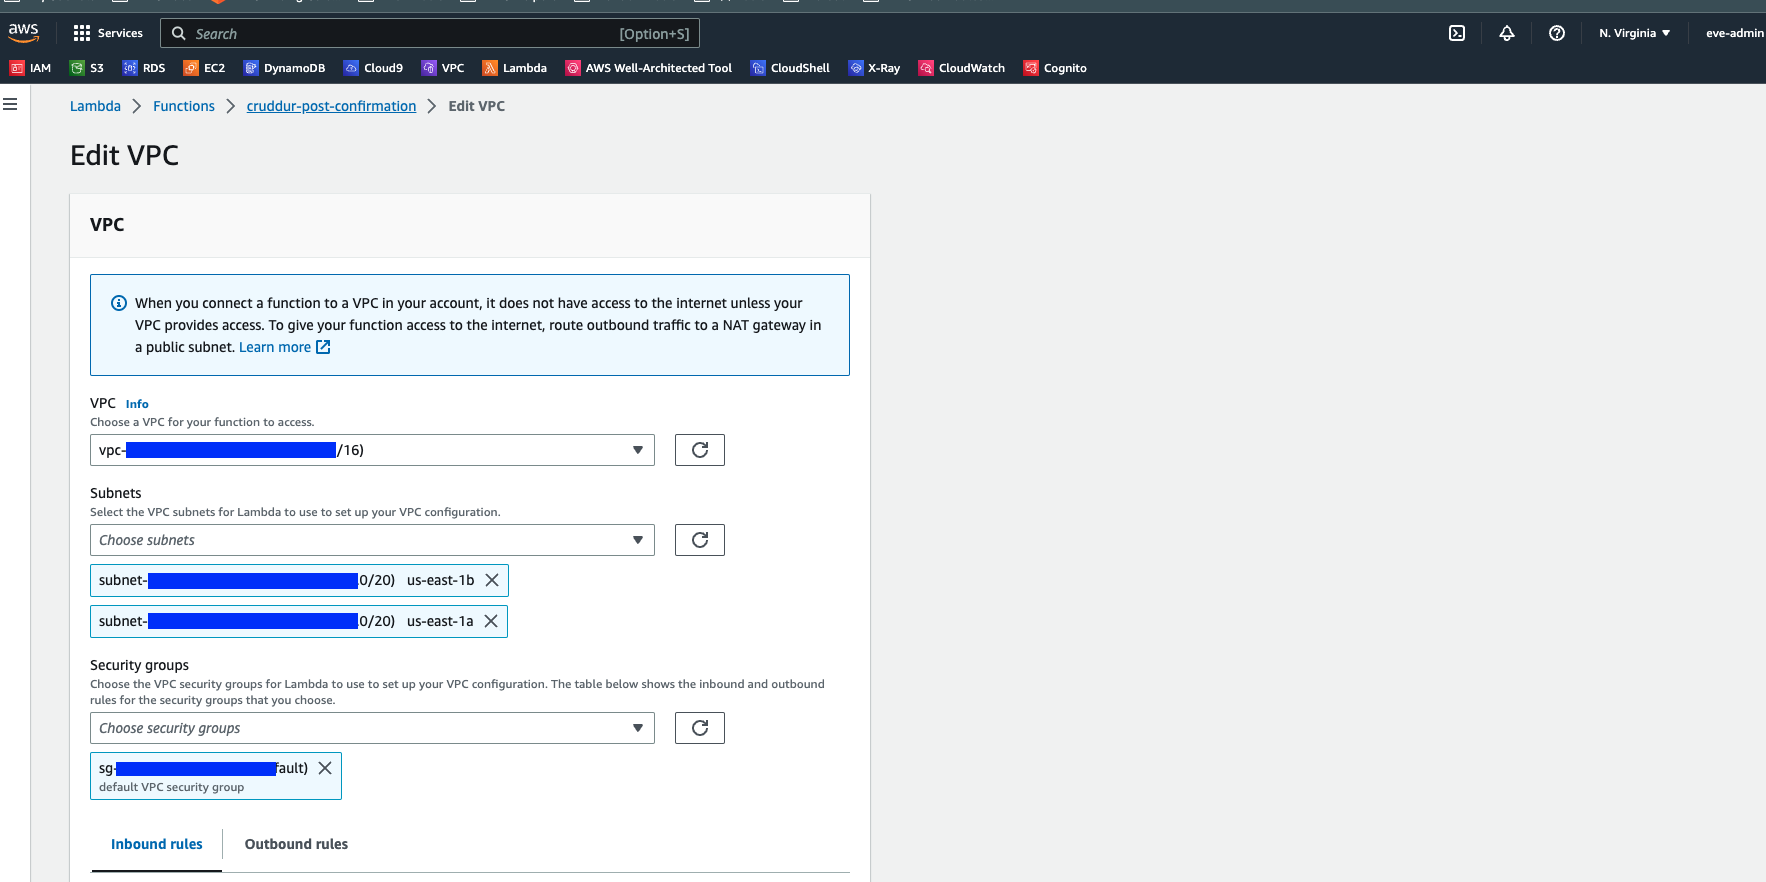 aws
Services
Search
[Option+S]
N. Virginia
eve-admin
IAM
S3
RDS
EC2
DynamoDB
Cloud9
VPC
Lambda
AWS Well-Architected Tool
CloudShell
X-Ray
CloudWatch
Cognito
Lambda
Functions
cruddur-post-confirmation
Edit VPC
Edit VPC
VPC
When you connect a function to a VPC in your account, it does not have access to the internet unless your
VPC provides access. To give your function access to the internet, route outbound traffic to a NAT gateway in
a public subnet. Learn more
VPC Info
Choose a VPC for your function to access.
vpc- /16)
Subnets
Select the VPC subnets for Lambda to use to set up your VPC configuration.
Choose subnets
subnet- 0/20) us-east-1b
subnet- 0/20) us-east-1a
Security groups
Choose the VPC security groups for Lambda to use to set up your VPC configuration. The table below shows the inbound and outbound
rules for the security groups that you choose.
Choose security groups
sg- fault)
default VPC security group
Inbound rules
Outbound rules